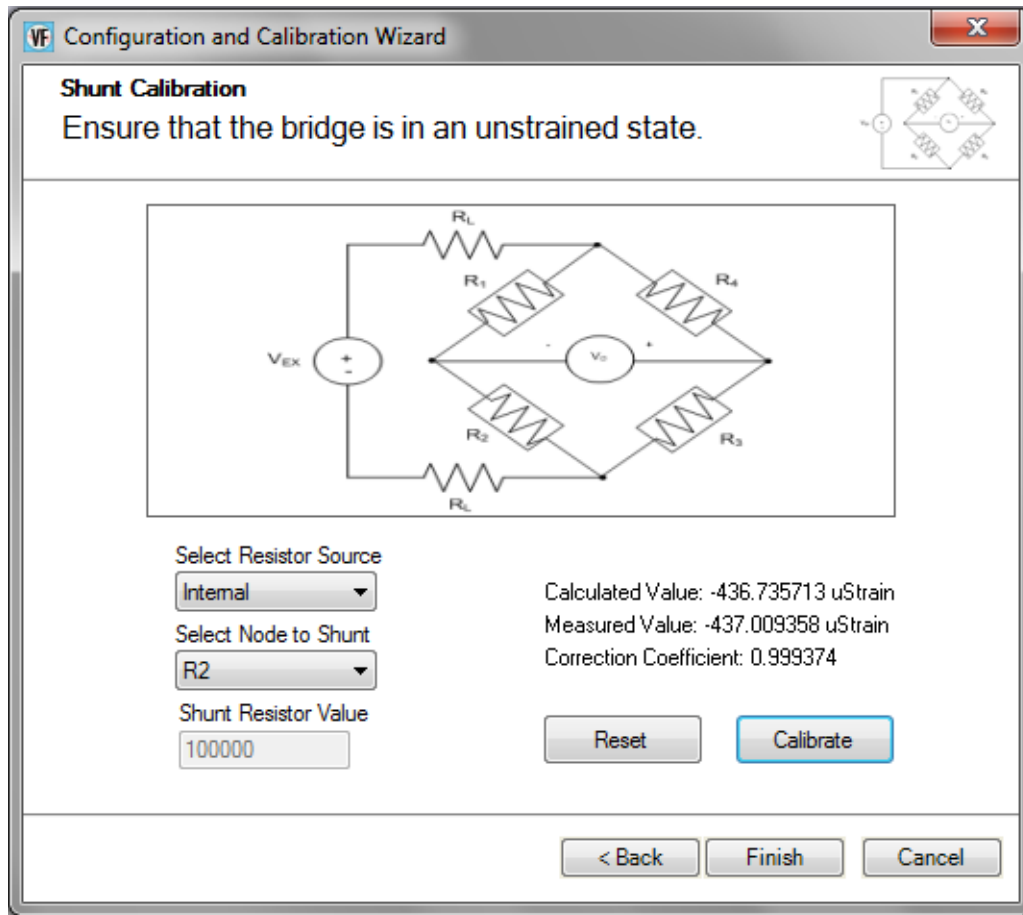 VF Configuration and Calibration Wizard X
Shunt Calibration
Ensure that the bridge is in an unstrained state.
RL
R1 R4
VEX + - - Vo +
R2 R3
RL
Select Resistor Source
Internal
Select Node to Shunt
R2
Shunt Resistor Value
100000
Calculated Value: -436.735713 uStrain
Measured Value: -437.009358 uStrain
Correction Coefficient: 0.999374
Reset Calibrate
< Back Finish Cancel